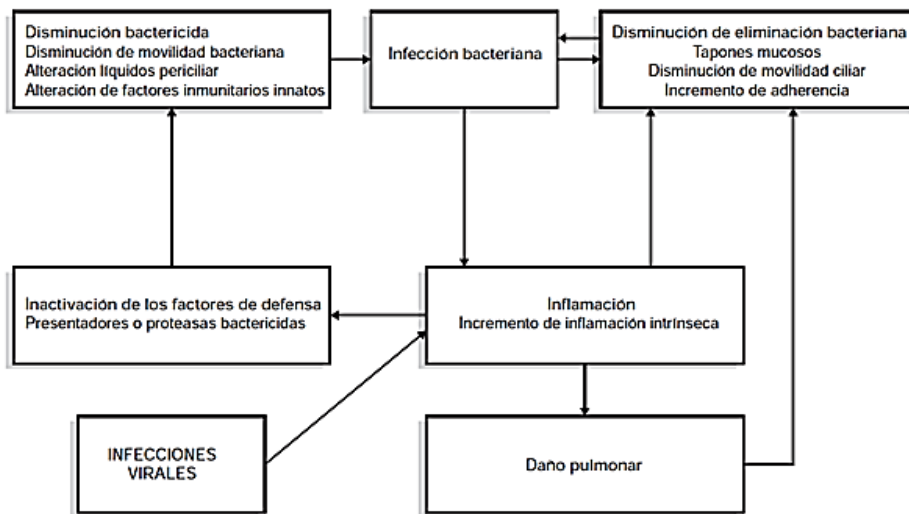 Disminución bactericida
Disminución de movilidad bacteriana
Alteración líquidos periciliar
Alteración de factores inmunitarios innatos
Infección bacteriana
Disminución de eliminación bacteriana
Tapones mucosos
Disminución de movilidad ciliar
Incremento de adherencia
Inactivación de los factores de defensa
Presentadores o proteasas bactericidas
Inflamación
Incremento de inflamación intrínseca
INFECCIONES
VIRALES
Daño pulmonar